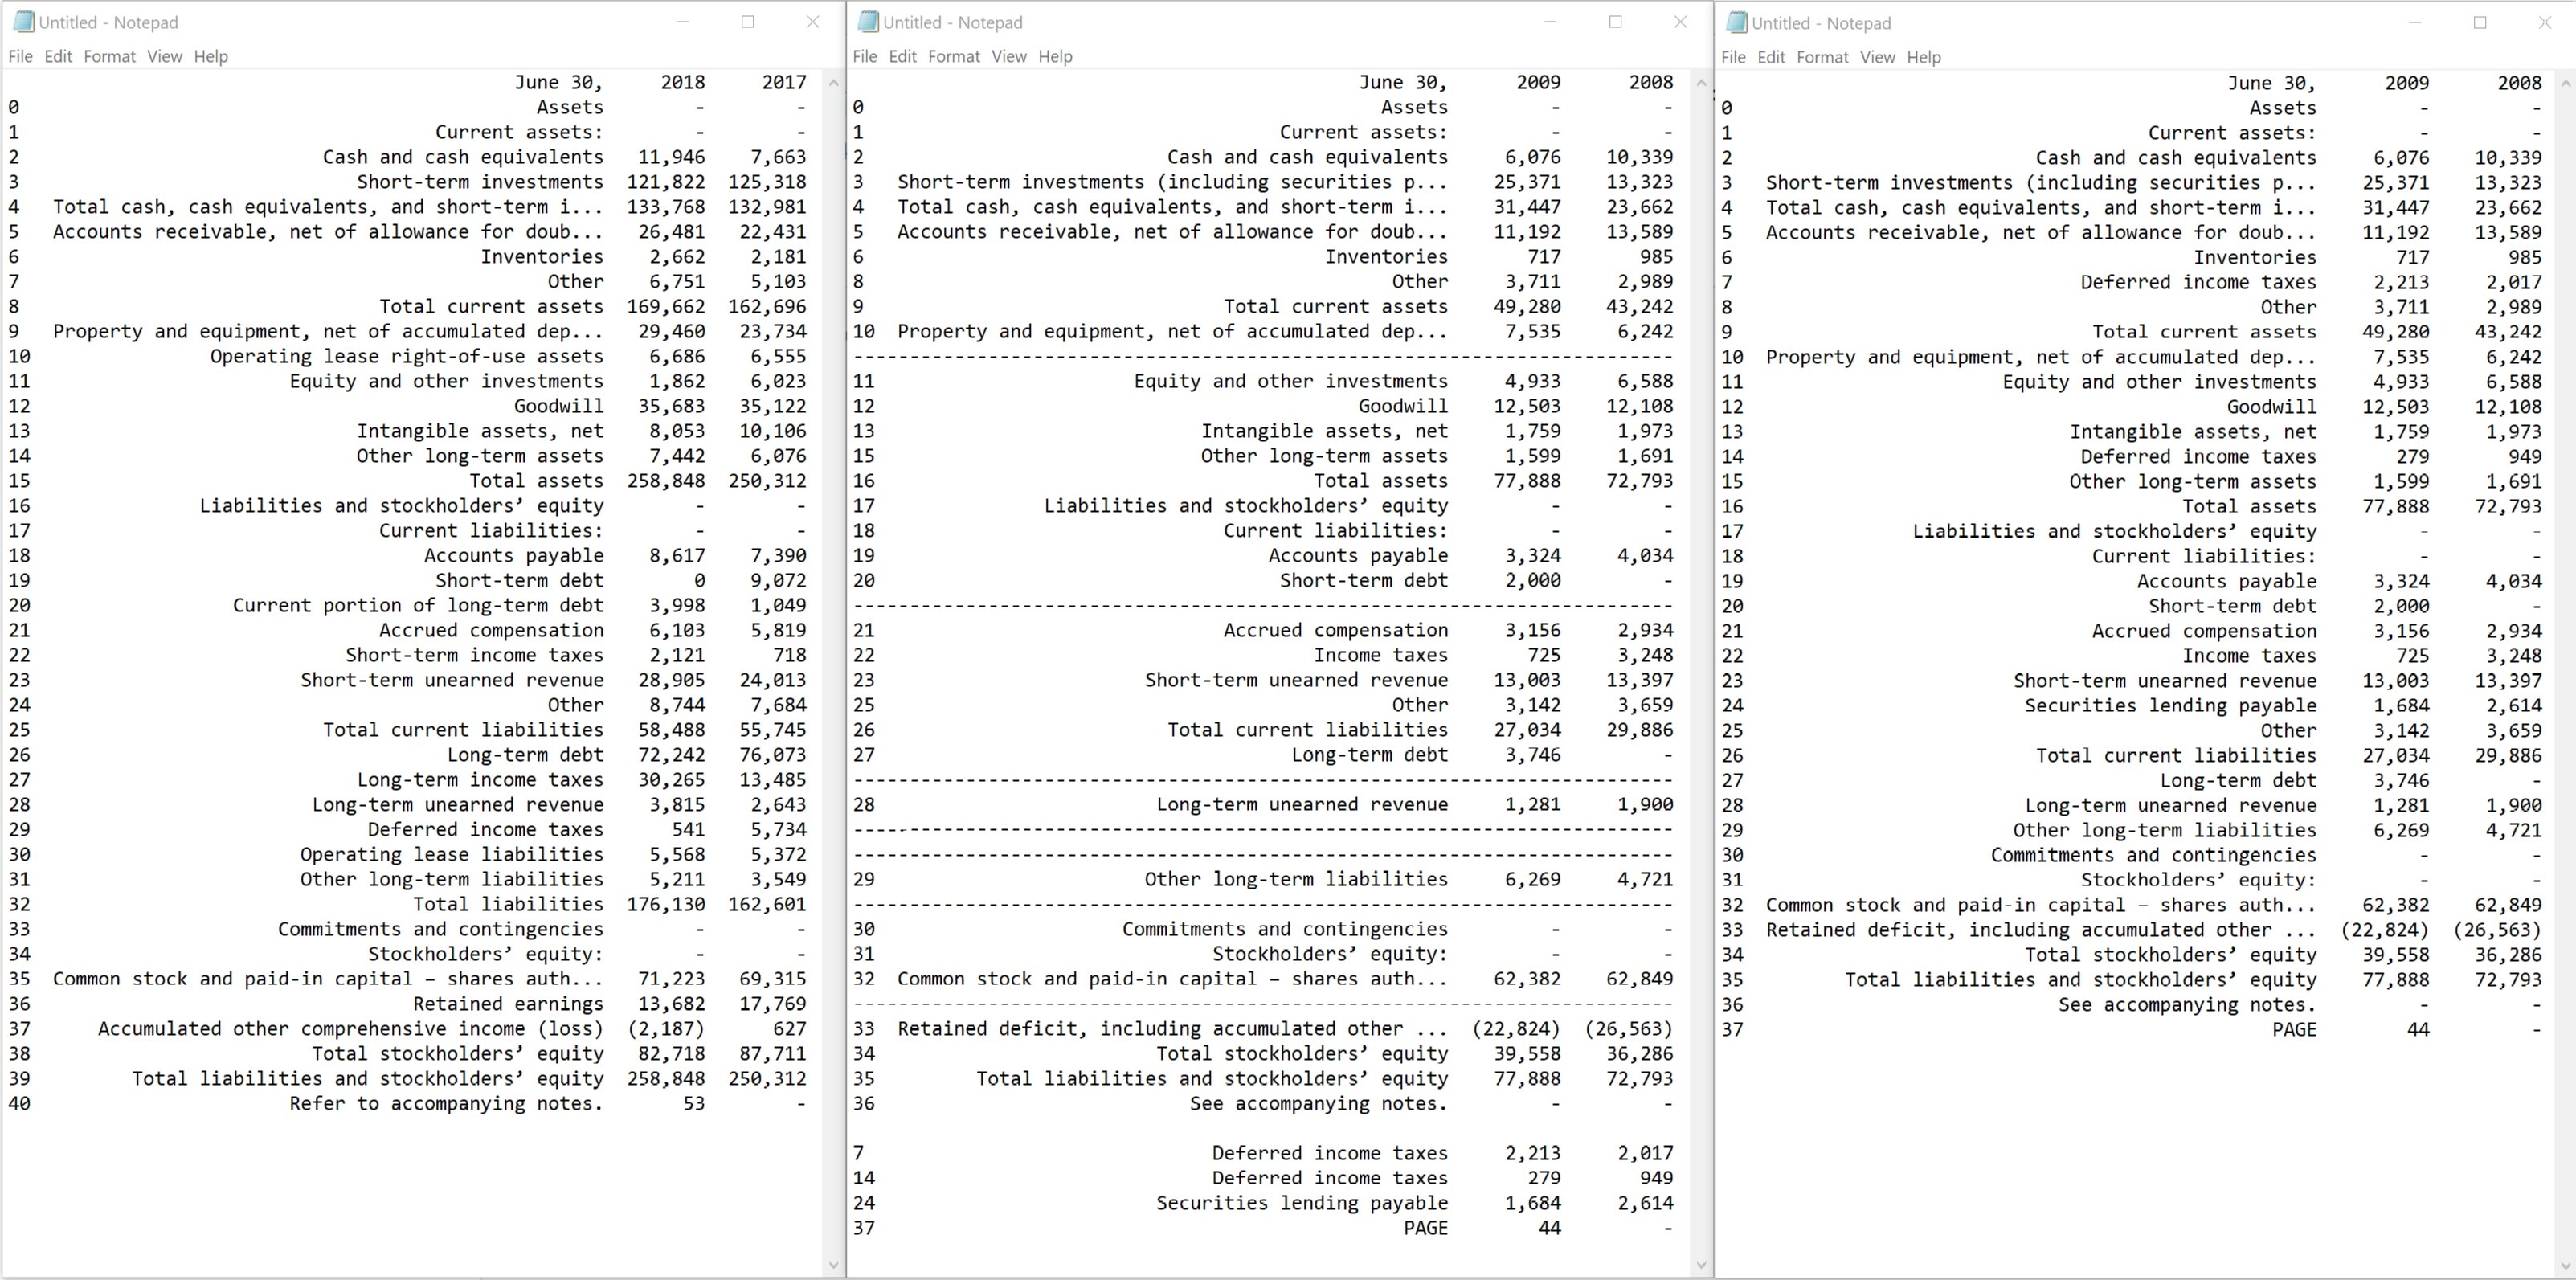 Untitled - Notepad
File Edit Format View Help
June 30, 2018 2017
0 Assets - -
1 Current assets: - -
2 Cash and cash equivalents 11,946 7,663
3 Short-term investments 121,822 125,318
4 Total cash, cash equivalents, and short-term i... 133,768 132,981
5 Accounts receivable, net of allowance for doub... 26,481 22,431
6 Inventories 2,662 2,181
7 Other 6,751 5,103
8 Total current assets 169,662 162,696
9 Property and equipment, net of accumulated dep... 29,460 23,734
10 Operating lease right-of-use assets 6,686 6,555
11 Equity and other investments 1,862 6,023
12 Goodwill 35,683 35,122
13 Intangible assets, net 8,053 10,106
14 Other long-term assets 7,442 6,076
15 Total assets 258,848 250,312
16 Liabilities and stockholders’ equity - -
17 Current liabilities: - -
18 Accounts payable 8,617 7,390
19 Short-term debt 0 9,072
20 Current portion of long-term debt 3,998 1,049
21 Accrued compensation 6,103 5,819
22 Short-term income taxes 2,121 718
23 Short-term unearned revenue 28,905 24,013
24 Other 8,744 7,684
25 Total current liabilities 58,488 55,745
26 Long-term debt 72,242 76,073
27 Long-term income taxes 30,265 13,485
28 Long-term unearned revenue 3,815 2,643
29 Deferred income taxes 541 5,734
30 Operating lease liabilities 5,568 5,372
31 Other long-term liabilities 5,211 3,549
32 Total liabilities 176,130 162,601
33 Commitments and contingencies - -
34 Stockholders’ equity: - -
35 Common stock and paid-in capital – shares auth... 71,223 69,315
36 Retained earnings 13,682 17,769
37 Accumulated other comprehensive income (loss) (2,187) 627
38 Total stockholders’ equity 82,718 87,711
39 Total liabilities and stockholders’ equity 258,848 250,312
40 Refer to accompanying notes. 53 -
Untitled - Notepad
File Edit Format View Help
June 30, 2009 2008
0 Assets - -
1 Current assets: - -
2 Cash and cash equivalents 6,076 10,339
3 Short-term investments (including securities p... 25,371 13,323
4 Total cash, cash equivalents, and short-term i... 31,447 23,662
5 Accounts receivable, net of allowance for doub... 11,192 13,589
6 Inventories 717 985
8 Other 3,711 2,989
9 Total current assets 49,280 43,242
10 Property and equipment, net of accumulated dep... 7,535 6,242
-------------------------------------------------------------------------
11 Equity and other investments 4,933 6,588
12 Goodwill 12,503 12,108
13 Intangible assets, net 1,759 1,973
15 Other long-term assets 1,599 1,691
16 Total assets 77,888 72,793
17 Liabilities and stockholders’ equity - -
18 Current liabilities: - -
19 Accounts payable 3,324 4,034
20 Short-term debt 2,000 -
-------------------------------------------------------------------------
21 Accrued compensation 3,156 2,934
22 Income taxes 725 3,248
23 Short-term unearned revenue 13,003 13,397
25 Other 3,142 3,659
26 Total current liabilities 27,034 29,886
27 Long-term debt 3,746 -
-------------------------------------------------------------------------
28 Long-term unearned revenue 1,281 1,900
-------------------------------------------------------------------------
-------------------------------------------------------------------------
29 Other long-term liabilities 6,269 4,721
-------------------------------------------------------------------------
30 Commitments and contingencies - -
31 Stockholders’ equity: - -
32 Common stock and paid-in capital – shares auth... 62,382 62,849
-------------------------------------------------------------------------
33 Retained deficit, including accumulated other ... (22,824) (26,563)
34 Total stockholders’ equity 39,558 36,286
35 Total liabilities and stockholders’ equity 77,888 72,793
36 See accompanying notes. - -
7 Deferred income taxes 2,213 2,017
14 Deferred income taxes 279 949
24 Securities lending payable 1,684 2,614
37 PAGE 44 -
Untitled - Notepad
File Edit Format View Help
June 30, 2009 2008
0 Assets - -
1 Current assets: - -
2 Cash and cash equivalents 6,076 10,339
3 Short-term investments (including securities p... 25,371 13,323
4 Total cash, cash equivalents, and short-term i... 31,447 23,662
5 Accounts receivable, net of allowance for doub... 11,192 13,589
6 Inventories 717 985
7 Deferred income taxes 2,213 2,017
8 Other 3,711 2,989
9 Total current assets 49,280 43,242
10 Property and equipment, net of accumulated dep... 7,535 6,242
11 Equity and other investments 4,933 6,588
12 Goodwill 12,503 12,108
13 Intangible assets, net 1,759 1,973
14 Deferred income taxes 279 949
15 Other long-term assets 1,599 1,691
16 Total assets 77,888 72,793
17 Liabilities and stockholders’ equity - -
18 Current liabilities: - -
19 Accounts payable 3,324 4,034
20 Short-term debt 2,000 -
21 Accrued compensation 3,156 2,934
22 Income taxes 725 3,248
23 Short-term unearned revenue 13,003 13,397
24 Securities lending payable 1,684 2,614
25 Other 3,142 3,659
26 Total current liabilities 27,034 29,886
27 Long-term debt 3,746 -
28 Long-term unearned revenue 1,281 1,900
29 Other long-term liabilities 6,269 4,721
30 Commitments and contingencies - -
31 Stockholders’ equity: - -
32 Common stock and paid-in capital – shares auth... 62,382 62,849
33 Retained deficit, including accumulated other ... (22,824) (26,563)
34 Total stockholders’ equity 39,558 36,286
35 Total liabilities and stockholders’ equity 77,888 72,793
36 See accompanying notes. - -
37 PAGE 44 -